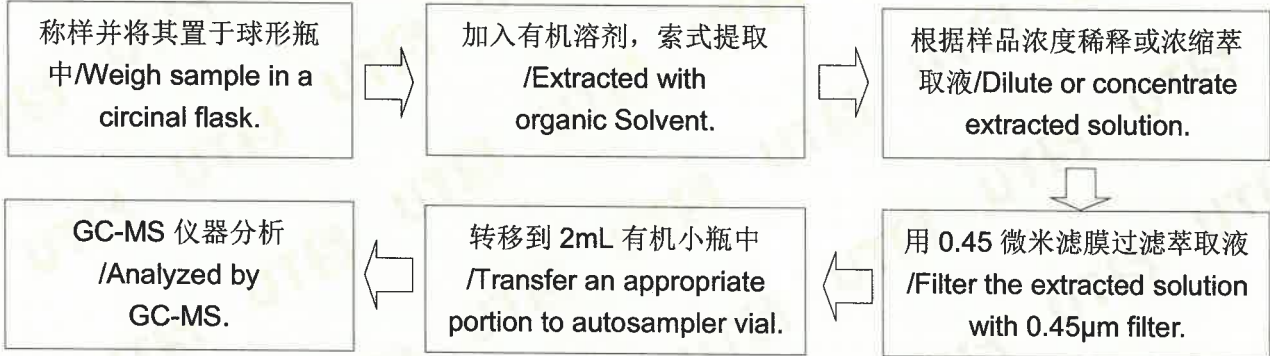 称样并将其置于球形瓶
中/Weigh sample in a
circinal flask.
加入有机溶剂，索式提取
/Extracted with
organic Solvent.
根据样品浓度稀释或浓缩萃
取液/Dilute or concentrate
extracted solution.
用 0.45 微米滤膜过滤萃取液
/Filter the extracted solution
with 0.45µm filter.
转移到 2mL 有机小瓶中
/Transfer an appropriate
portion to autosampler vial.
GC-MS 仪器分析
/Analyzed by
GC-MS.